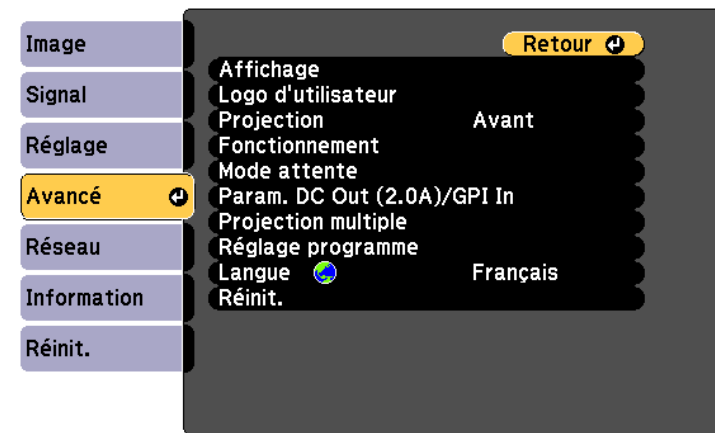 Image
Signal
Réglage
Avancé
Réseau
Information
Réinit.
Retour
Affichage
Logo d'utilisateur
Projection Avant
Fonctionnement
Mode attente
Param. DC Out (2.0A)/GPI In
Projection multiple
Réglage programme
Langue Français
Réinit.